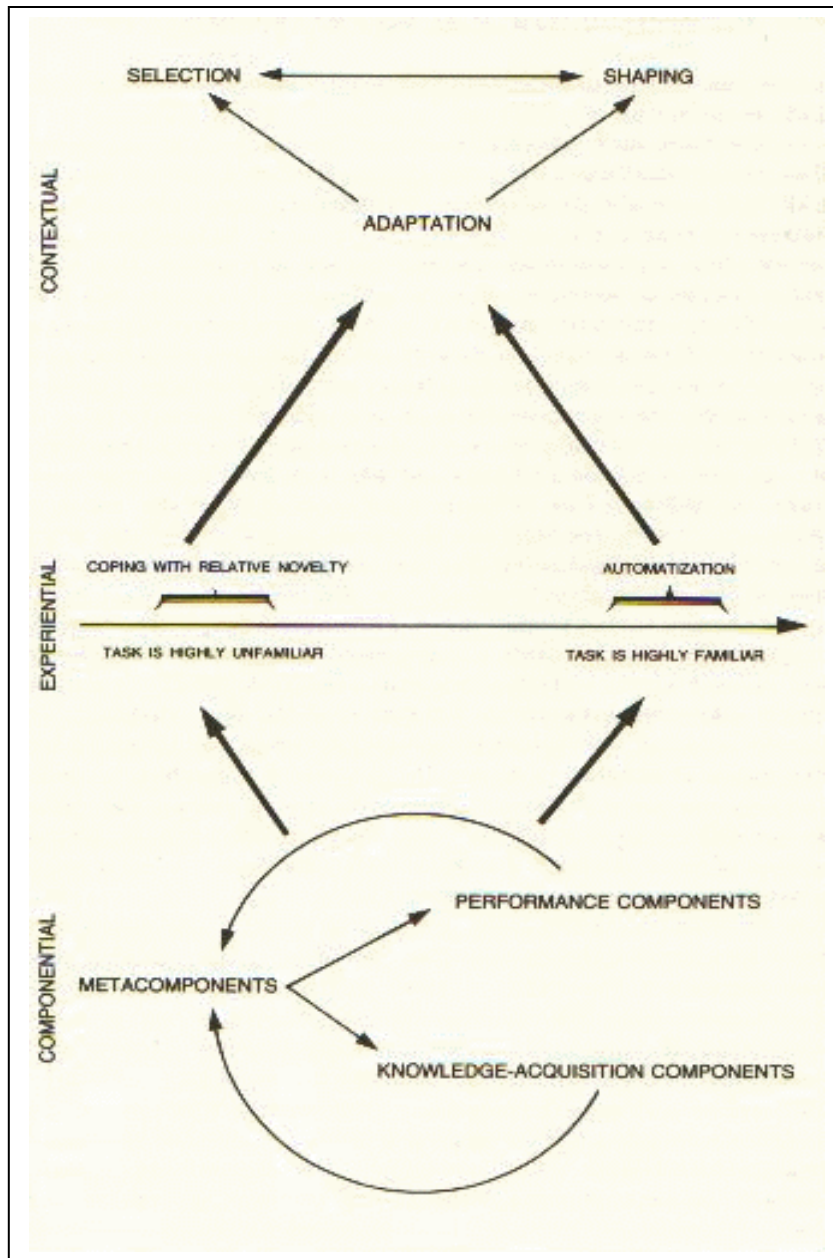 SELECTION
SHAPING
ADAPTATION
CONTEXTUAL
COPING WITH RELATIVE NOVELTY
AUTOMATIZATION
TASK IS HIGHLY UNFAMILIAR
TASK IS HIGHLY FAMILIAR
EXPERIENTIAL
PERFORMANCE COMPONENTS
METACOMPONENTS
KNOWLEDGE-ACQUISITION COMPONENTS
COMPONENTIAL